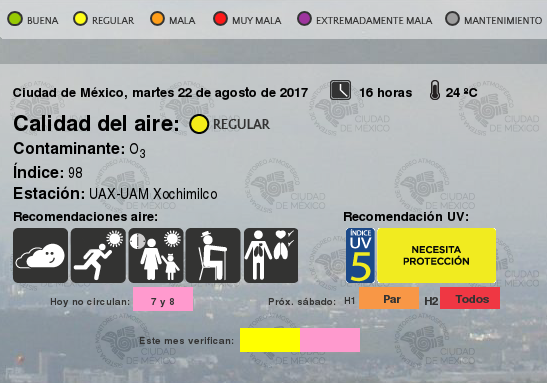 BUENA REGULAR MALA MUY MALA EXTREMADAMENTE MALA MANTENIMIENTO
Ciudad de México, martes 22 de agosto de 2017 16 horas 24 ºC
Calidad del aire: REGULAR
Contaminante: O3
Índice: 98
Estación: UAX-UAM Xochimilco
Recomendaciones aire: Recomendación UV:
ÍNDICE
UV
5
NECESITA
PROTECCIÓN
Hoy no circulan: 7 y 8 Próx. sábado: H1 Par H2 Todos
Este mes verifican:
CIUDAD
DE MÉXICO